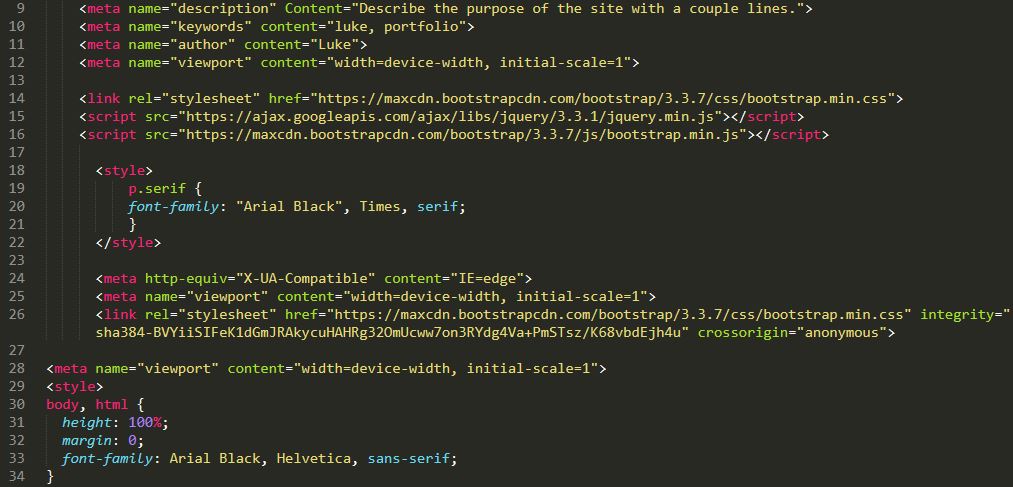 9 <meta name="description" Content="Describe the purpose of the site with a couple lines.">
10 <meta name="keywords" content="luke, portfolio">
11 <meta name="author" content="Luke">
12 <meta name="viewport" content="width=device-width, initial-scale=1">
13
14 <link rel="stylesheet" href="https://maxcdn.bootstrapcdn.com/bootstrap/3.3.7/css/bootstrap.min.css">
15 <script src="https://ajax.googleapis.com/ajax/libs/jquery/3.3.1/jquery.min.js"></script>
16 <script src="https://maxcdn.bootstrapcdn.com/bootstrap/3.3.7/js/bootstrap.min.js"></script>
17
18 <style>
19 p.serif {
20 font-family: "Arial Black", Times, serif;
21 }
22 </style>
23
24 <meta http-equiv="X-UA-Compatible" content="IE=edge">
25 <meta name="viewport" content="width=device-width, initial-scale=1">
26 <link rel="stylesheet" href="https://maxcdn.bootstrapcdn.com/bootstrap/3.3.7/css/bootstrap.min.css" integrity="
sha384-BVYiiSIFeK1dGmJRAkycuHAHRg32OmUcww7on3RYdg4Va+PmSTsz/K68vbdEjh4u" crossorigin="anonymous">
27
28 <meta name="viewport" content="width=device-width, initial-scale=1">
29 <style>
30 body, html {
31 height: 100%;
32 margin: 0;
33 font-family: Arial Black, Helvetica, sans-serif;
34 }